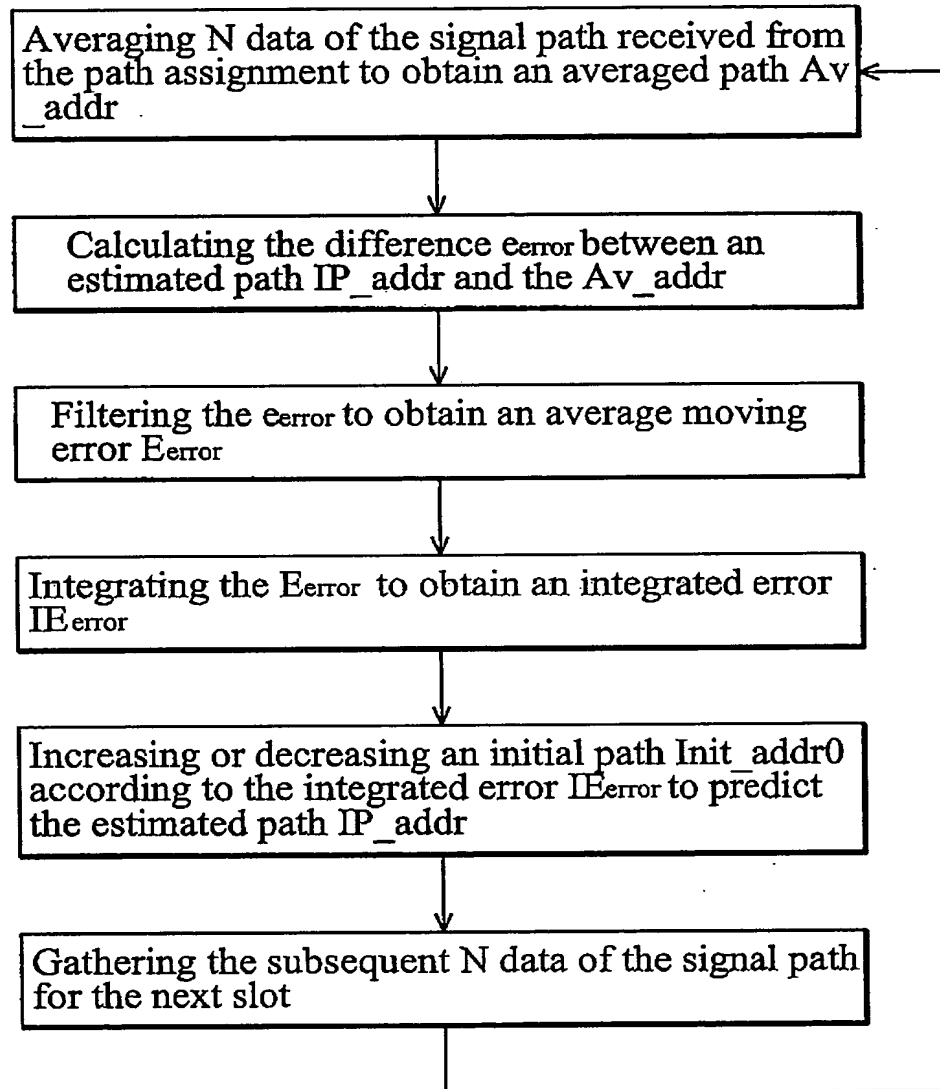 Averaging N data of the signal path received from
the path assignment to obtain an averaged path Av
_addr
Calculating the difference eerror between an
estimated path IP_addr and the Av_addr
Filtering the eerror to obtain an average moving
error Eerror
Integrating the Eerror to obtain an integrated error
IEerror
Increasing or decreasing an initial path Init_addr0
according to the integrated error IEerror to predict
the estimated path IP_addr
Gathering the subsequent N data of the signal path
for the next slot